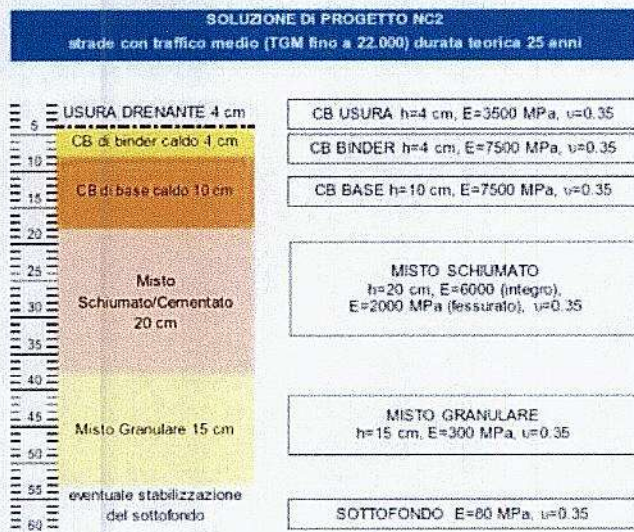 SOLUZIONE DI PROGETTO NC2
strade con traffico medio (TGM fino a 22.000) durata teorica 25 anni
USURA DRENANTE 4 cm
CB USURA h=4 cm, E=3500 MPa, υ=0.35
5
CB di binder caldo 4 cm
CB BINDER h=4 cm, E=7500 MPa, υ=0.35
10
CB di base caldo 10 cm
CB BASE h=10 cm, E=7500 MPa, υ=0.35
15
20
25
Misto
Schiumato/Cementato
20 cm
MISTO SCHIUMATO
h=20 cm, E=6000 (integro),
E=2000 MPa (fessurato), υ=0.35
30
35
40
45
Misto Granulare 15 cm
MISTO GRANULARE
h=15 cm, E=300 MPa, υ=0.35
50
55
eventuale stabilizzazione
del sottofondo
SOTTOFONDO E=80 MPa, υ=0.35
60